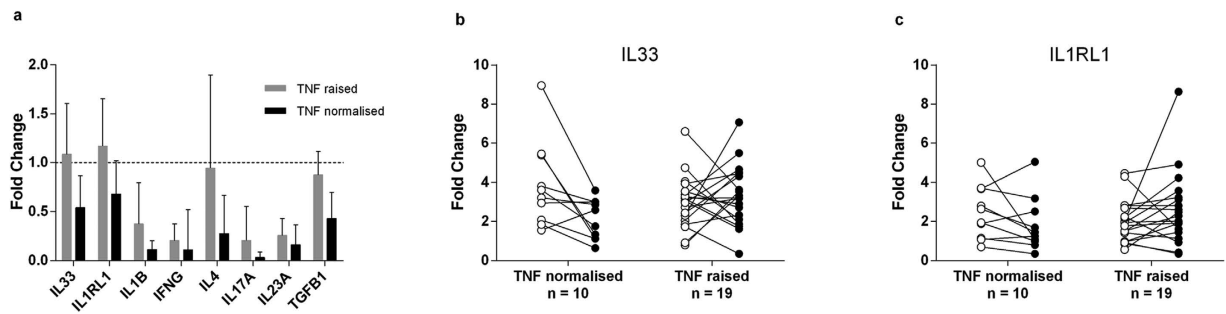 a
Fold Change
2.0
1.5
1.0
0.5
0.0
TNF raised
TNF normalised
IL33
IL1RL1
IL1B
IFNG
IL4
IL17A
IL23A
TGFB1
b
IL33
Fold Change
10
8
6
4
2
0
TNF normalised
n = 10
TNF raised
n = 19
c
IL1RL1
Fold Change
10
8
6
4
2
0
TNF normalised
n = 10
TNF raised
n = 19